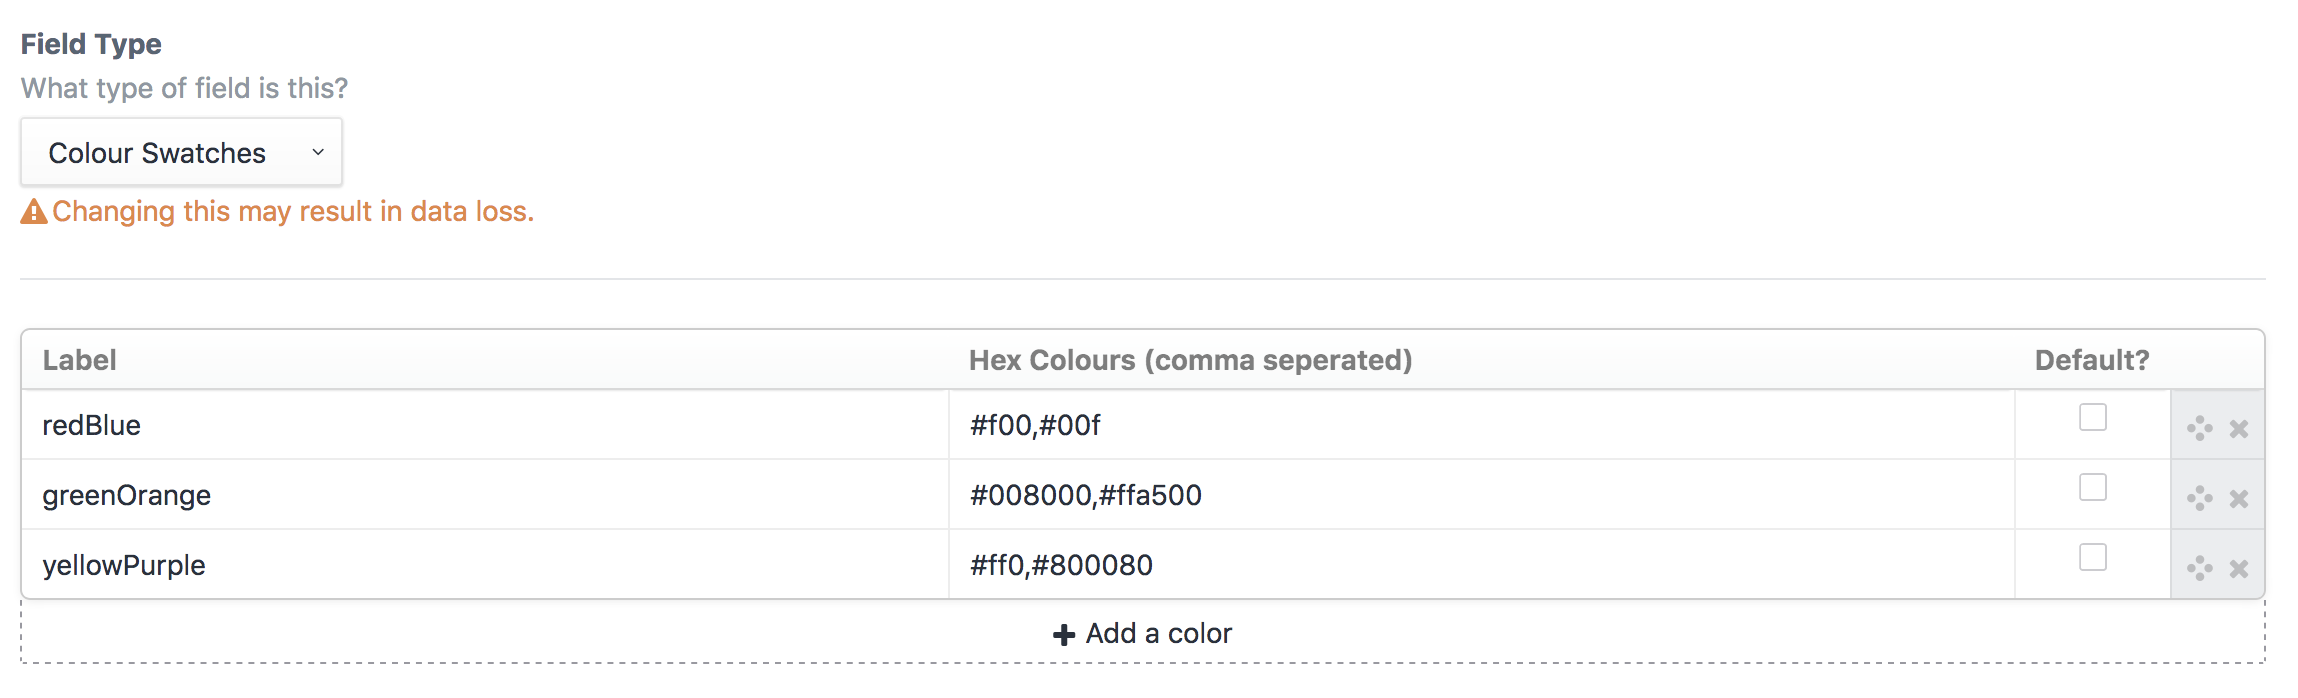 Field Type
What type of field is this?
Colour Swatches
Changing this may result in data loss.
Label Hex Colours (comma seperated) Default?
redBlue #f00,#00f
greenOrange #008000,#ffa500
yellowPurple #ff0,#800080
Add a color